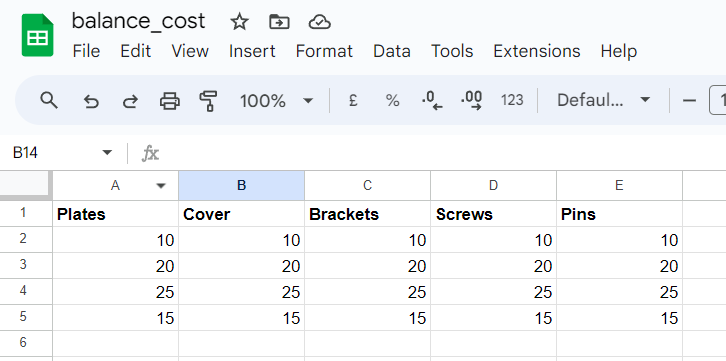 balance_cost
File Edit View Insert Format Data Tools Extensions Help
100% £ % .0 .00 123 Defaul... 1
B14 fx
A B C D E
1 Plates Cover Brackets Screws Pins
2 10 10 10 10 10
3 20 20 20 20 20
4 25 25 25 25 25
5 15 15 15 15 15
6